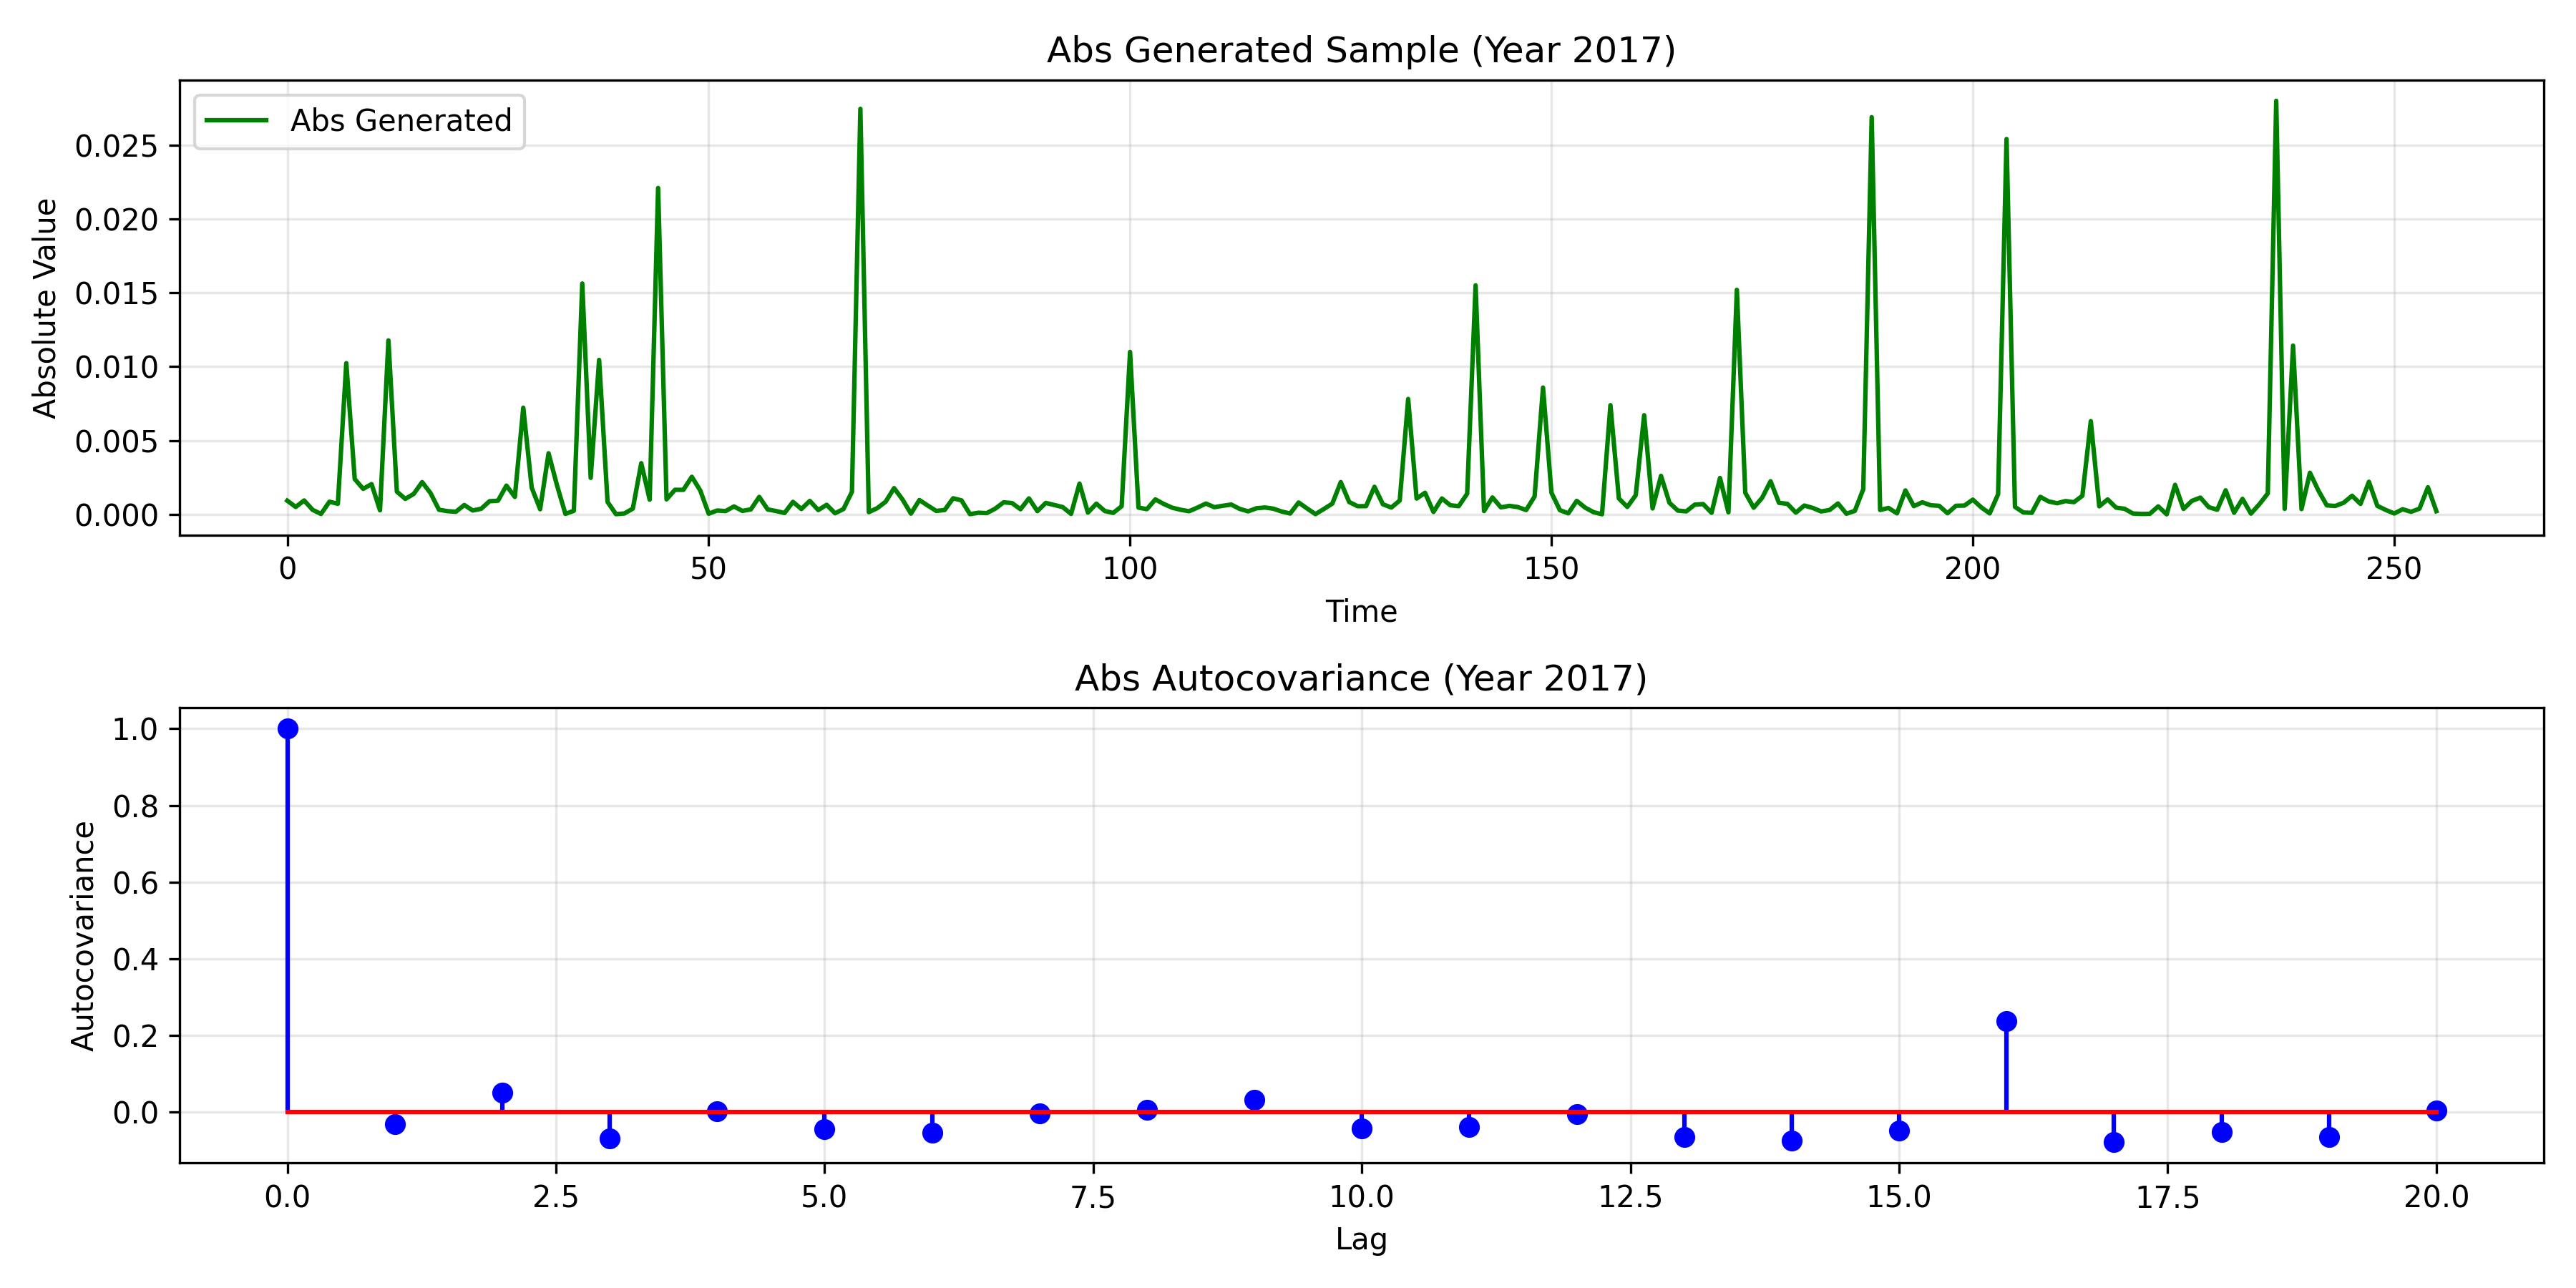 Abs Generated Sample (Year 2017)
Abs Generated
Absolute Value
0.025
0.020
0.015
0.010
0.005
0.000
0 50 100 150 200 250
Time
Abs Autocovariance (Year 2017)
Autocovariance
1.0
0.8
0.6
0.4
0.2
0.0
0.0 2.5 5.0 7.5 10.0 12.5 15.0 17.5 20.0
Lag